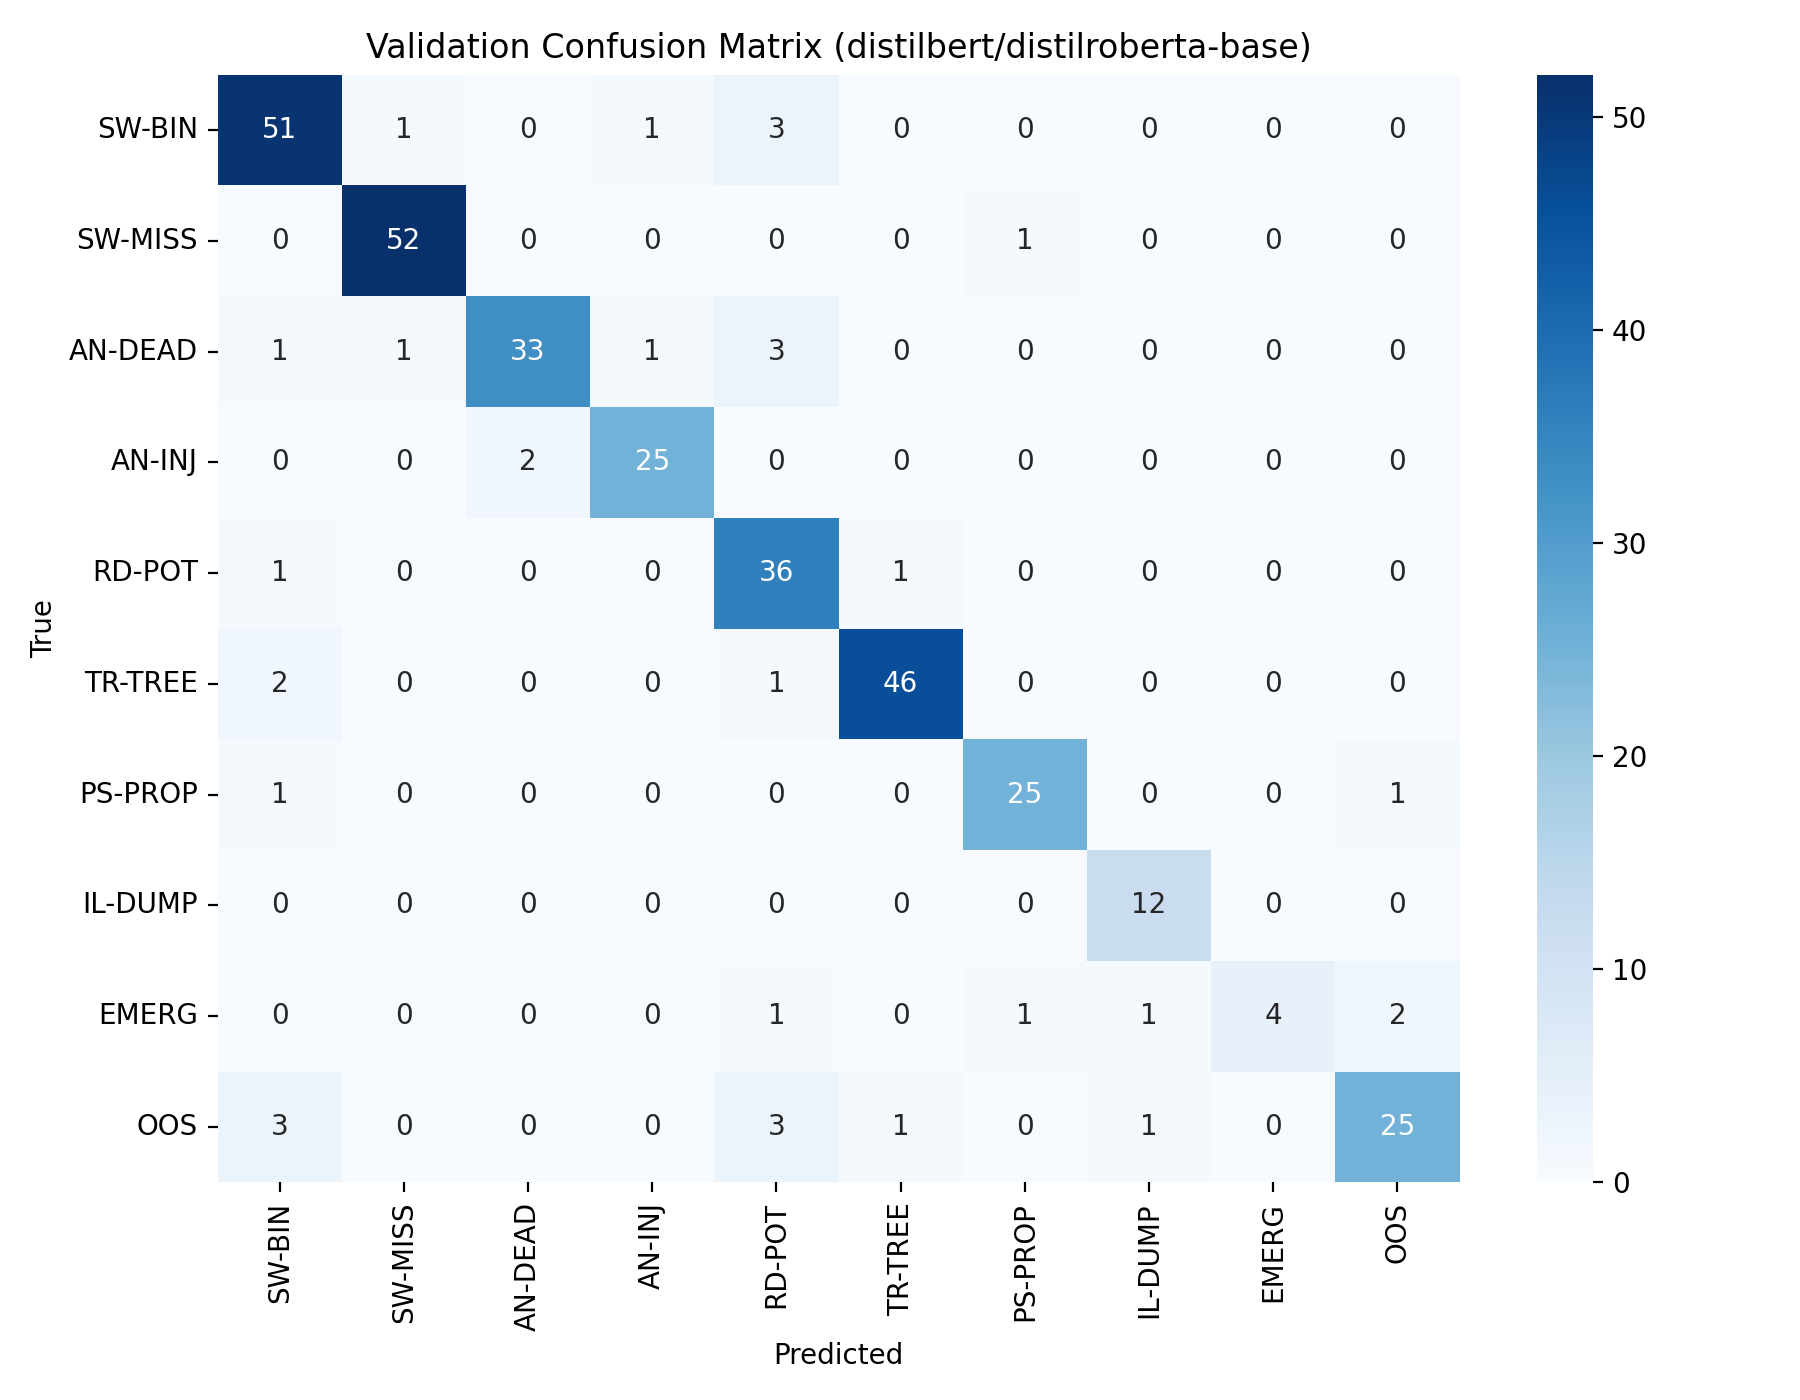 Validation Confusion Matrix (distilbert/distilroberta-base)
SW-BIN 51 1 0 1 3 0 0 0 0 0
SW-MISS 0 52 0 0 0 0 1 0 0 0
AN-DEAD 1 1 33 1 3 0 0 0 0 0
AN-INJ 0 0 2 25 0 0 0 0 0 0
RD-POT 1 0 0 0 36 1 0 0 0 0
TR-TREE 2 0 0 0 1 46 0 0 0 0
PS-PROP 1 0 0 0 0 0 25 0 0 1
IL-DUMP 0 0 0 0 0 0 0 12 0 0
EMERG 0 0 0 0 1 0 1 1 4 2
OOS 3 0 0 0 3 1 0 1 0 25
True
SW-BIN SW-MISS AN-DEAD AN-INJ RD-POT TR-TREE PS-PROP IL-DUMP EMERG OOS
Predicted
50
40
30
20
10
0